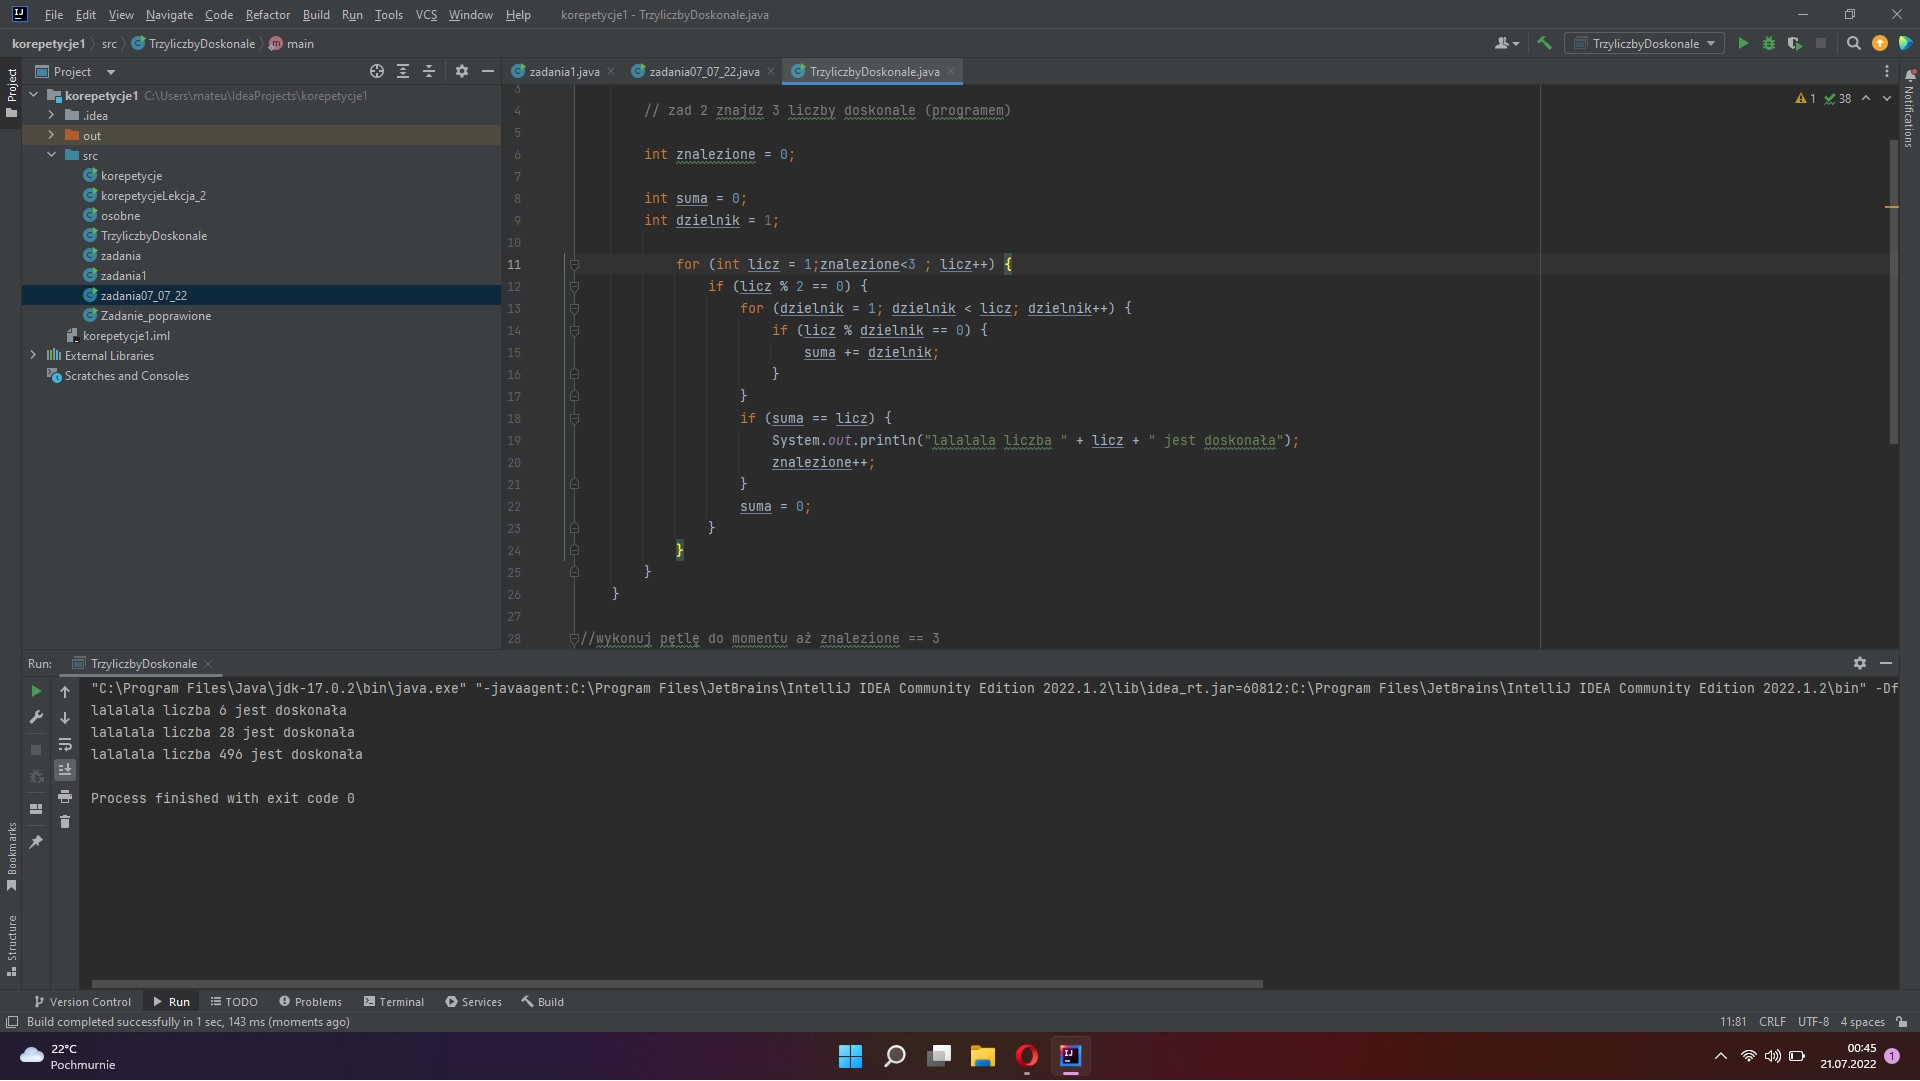 File Edit View Navigate Code Refactor Build Run Tools VCS Window Help korepetycje1 - TrzyliczbyDoskonale.java
korepetycje1 src TrzyliczbyDoskonale main TrzyliczbyDoskonale
Project
Project
zadania1.java zadania07_07_22.java TrzyliczbyDoskonale.java
Notifications
korepetycje1 C:\Users\mateu\IdeaProjects\korepetycje1
.idea
out
src
korepetycje
korepetycjeLekcja_2
osobne
TrzyliczbyDoskonale
zadania
zadania1
zadania07_07_22
Zadanie_poprawione
korepetycje1.iml
External Libraries
Scratches and Consoles
1 38
3
4 // zad 2 znajdz 3 liczby doskonale (programem)
5
6 int znalezione = 0;
7
8 int suma = 0;
9 int dzielnik = 1;
10
11 for (int licz = 1;znalezione<3 ; licz++) {
12 if (licz % 2 == 0) {
13 for (dzielnik = 1; dzielnik < licz; dzielnik++) {
14 if (licz % dzielnik == 0) {
15 suma += dzielnik;
16 }
17 }
18 if (suma == licz) {
19 System.out.println("lalalala liczba " + licz + " jest doskonała");
20 znalezione++;
21 }
22 suma = 0;
23 }
24 }
25 }
26 }
27
28 //wykonuj pętlę do momentu aż znalezione == 3
Run: TrzyliczbyDoskonale
"C:\Program Files\Java\jdk-17.0.2\bin\java.exe" "-javaagent:C:\Program Files\JetBrains\IntelliJ IDEA Community Edition 2022.1.2\lib\idea_rt.jar=60812:C:\Program Files\JetBrains\IntelliJ IDEA Community Edition 2022.1.2\bin" -Df
lalalala liczba 6 jest doskonała
lalalala liczba 28 jest doskonała
lalalala liczba 496 jest doskonała
Process finished with exit code 0
Bookmarks
Structure
Version Control Run TODO Problems Terminal Services Build
Build completed successfully in 1 sec, 143 ms (moments ago) 11:81 CRLF UTF-8 4 spaces
22°C
Pochmurnie
00:45
21.07.2022
1